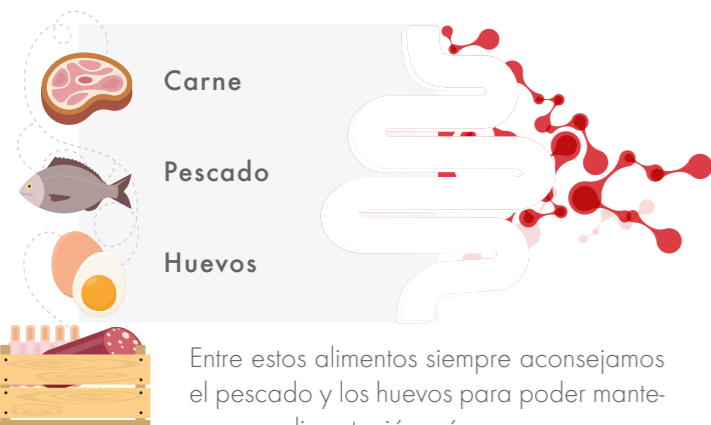 Carne
Pescado
Huevos
Entre estos alimentos siempre aconsejamos
el pescado y los huevos para poder mante-